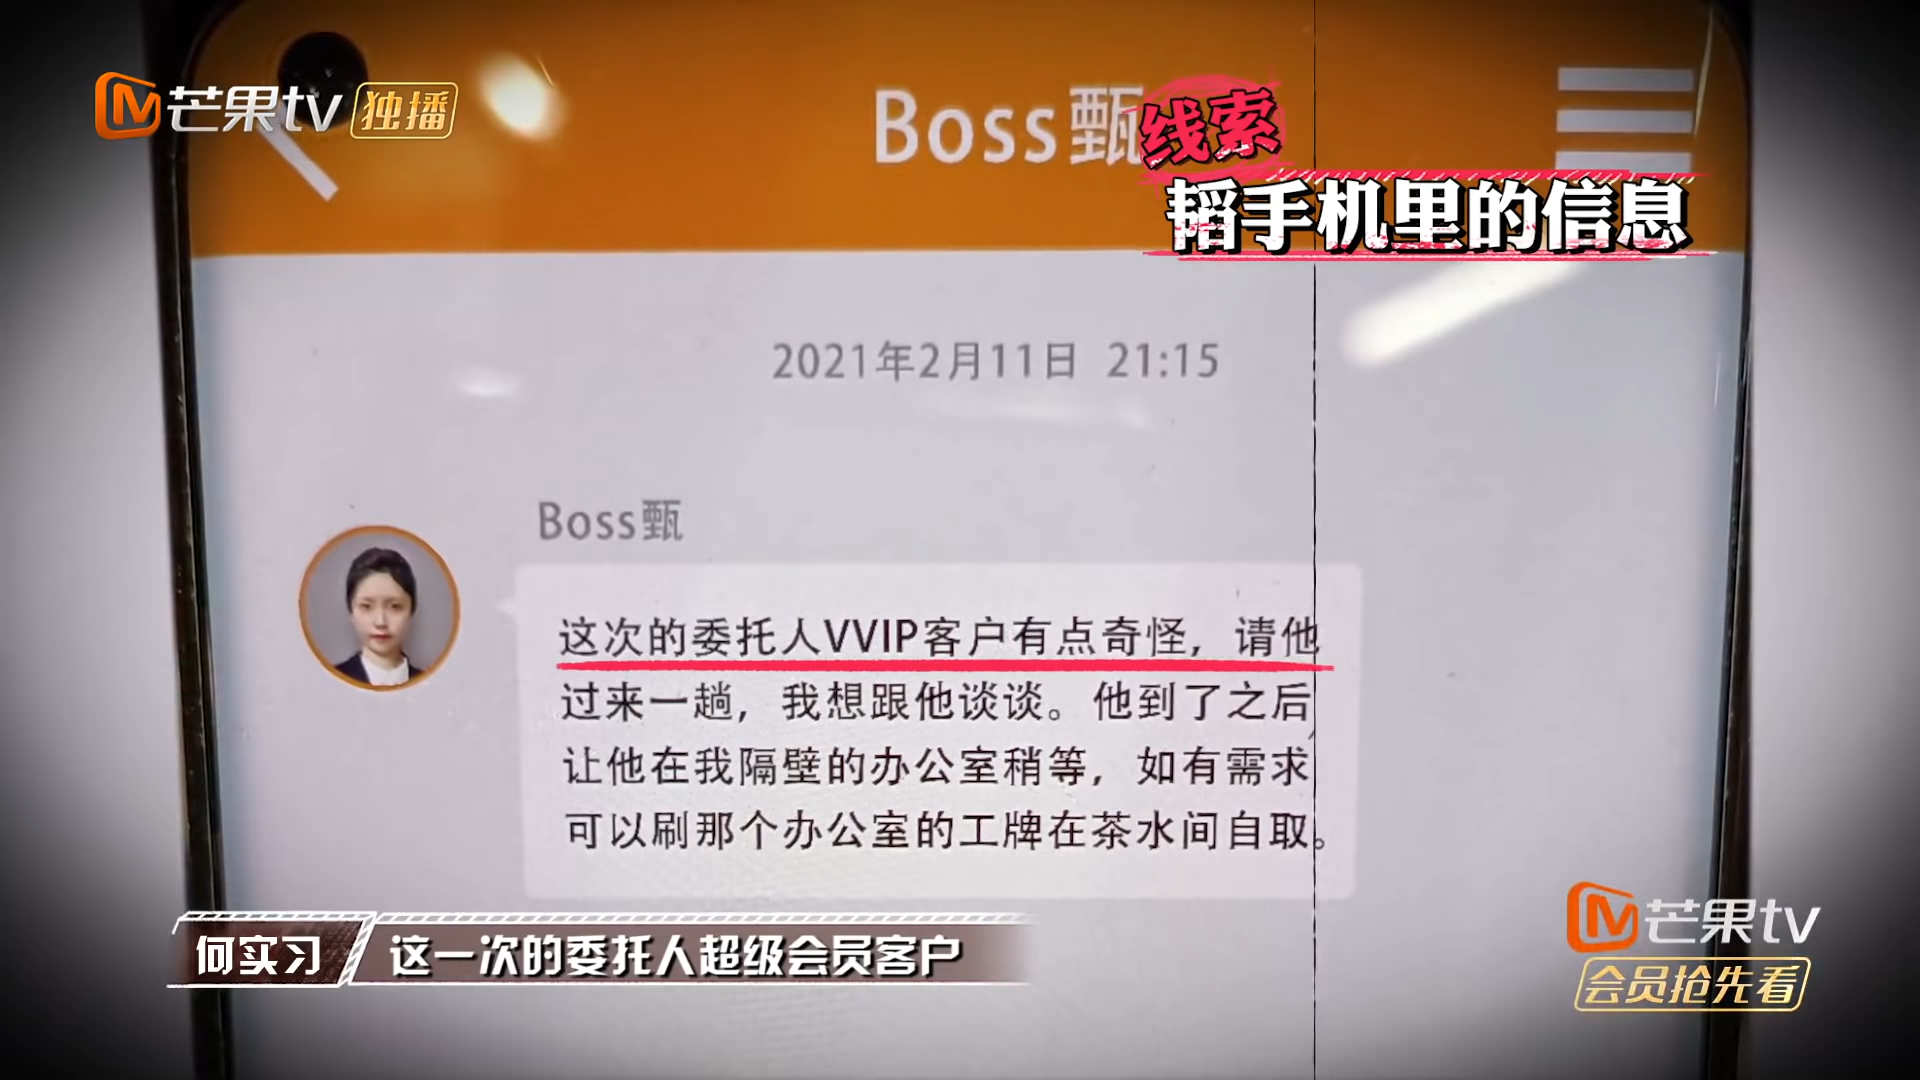 芒果tv 独播
Boss甄
线索
韬手机里的信息
2021年2月11日 21:15
Boss甄
这次的委托人VVIP客户有点奇怪，请他
过来一趟，我想跟他谈谈。他到了之后
让他在我隔壁的办公室稍等，如有需求
可以刷那个办公室的工牌在茶水间自取。
何实习 这一次的委托人超级会员客户
芒果tv
会员抢先看